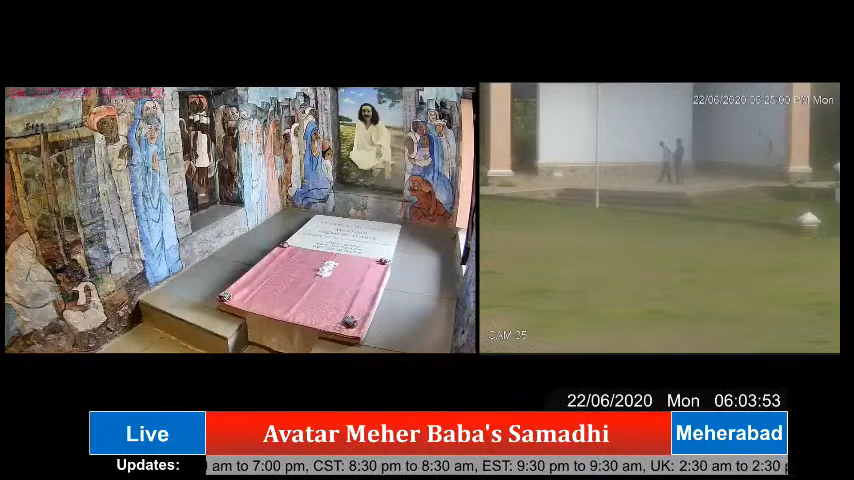 22/06/2020 06:25:00 PM Mon
CAM 35
22/06/2020 Mon 06:03:53
Live
Avatar Meher Baba's Samadhi
Meherabad
Updates:
am to 7:00 pm, CST: 8:30 pm to 8:30 am, EST: 9:30 pm to 9:30 am, UK: 2:30 am to 2:30